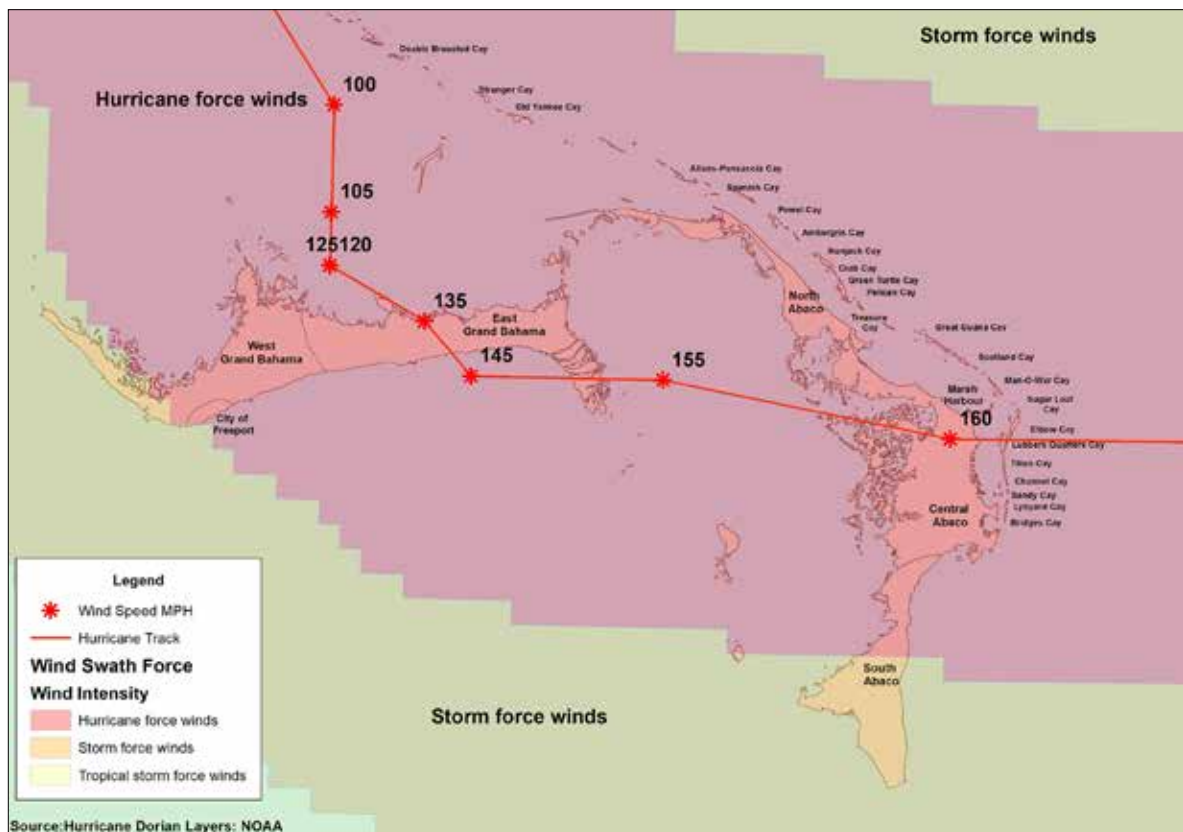 Storm force winds
Double Breasted Cay
100
Hurricane force winds
Stranger Cay
Old Yankee Cay
Allans-Pensacola Cay
Spanish Cay
105
Powel Cay
Ambergris Cay
125 120
Nunjack Cay
Crab Cay
Green Turtle Cay
Pelican Cay
North
Abaco
135
East
Grand Bahama
Treasure
Cay
Great Guana Cay
West
Grand Bahama
145
155
Scotland Cay
Man-O-War Cay
Marsh
Harbour
Sugar Loaf
Cay
160
City of
Freeport
Elbow Cay
Lubbers Quarters Cay
Tilloo Cay
Channel Cay
Sandy Cay
Lynyard Cay
Bridges Cay
Central
Abaco
South
Abaco
Storm force winds
Legend
Wind Speed MPH
Hurricane Track
Wind Swath Force
Wind Intensity
Hurricane force winds
Storm force winds
Tropical storm force winds
Source:Hurricane Dorian Layers: NOAA